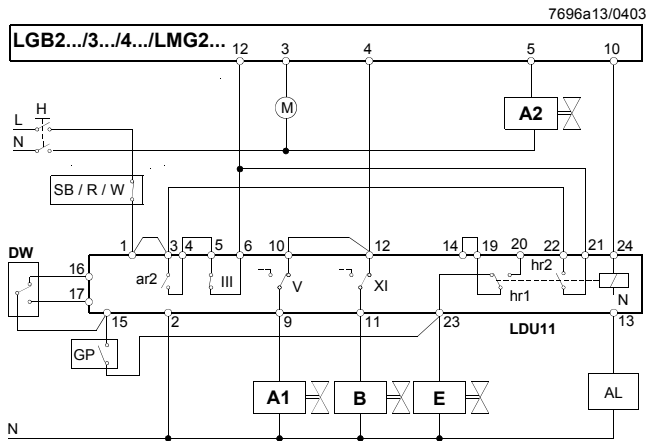 7696a13/0403
LGB2.../3.../4.../LMG2...
12 3 4 5 10
M
A2
H
L
N
SB / R / W
1 3 4 5 6 10 12 14 19 20 22 21 24
DW
16
17
ar2 III V XI hr2 hr1 N
LDU11
15 2 9 11 23 13
GP
A1 B E AL
N